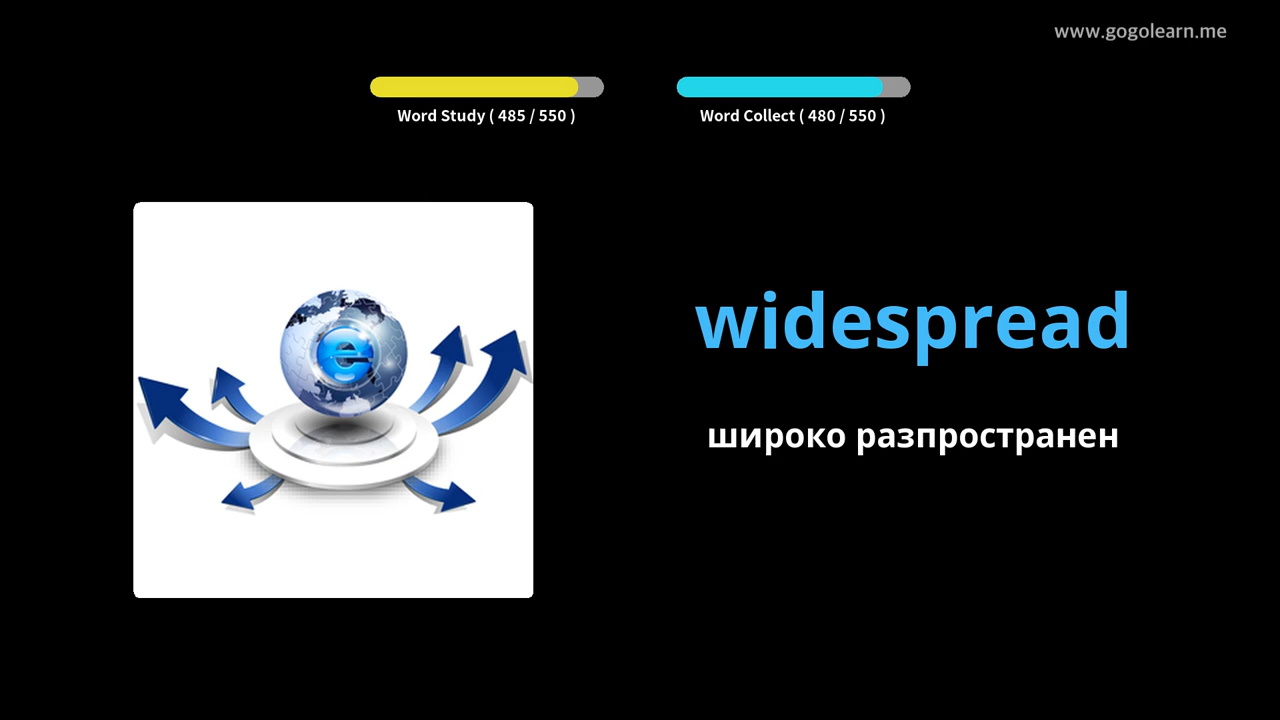 www.gogolearn.me
Word Study ( 485 / 550 )
Word Collect ( 480 / 550 )
e
widespread
широко разпространен